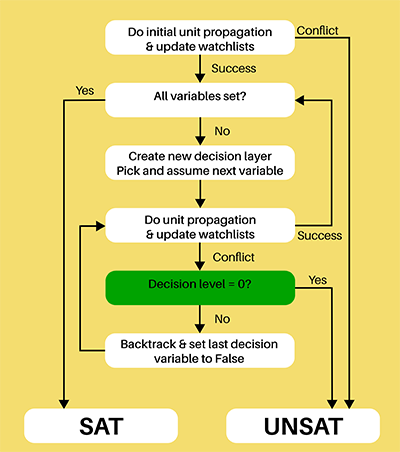 Do initial unit propagation
& update watchlists
Conflict
Success
Yes
All variables set?
No
Create new decision layer
Pick and assume next variable
Do unit propagation
& update watchlists
Success
Conflict
Decision level = 0?
Yes
No
Backtrack & set last decision
variable to False
SAT
UNSAT